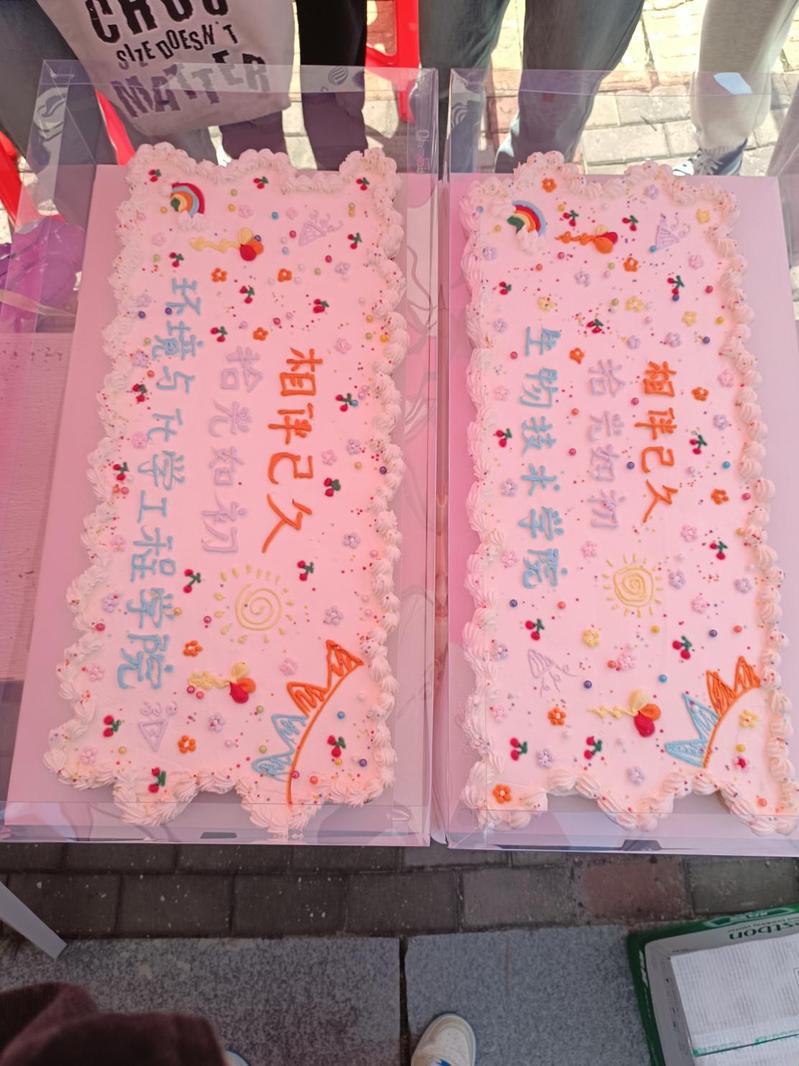 SIZE DOESN'T
MATTER
相伴已久
拾光如初
环境与化学工程学院
相伴已久
拾光如初
生物技术学院
estbon